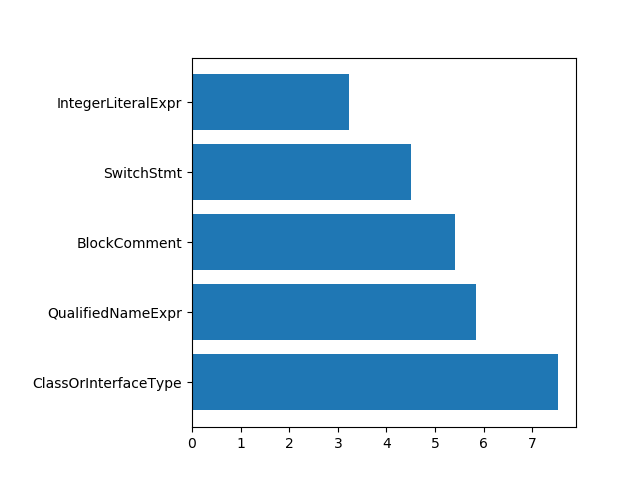 IntegerLiteralExpr
SwitchStmt
BlockComment
QualifiedNameExpr
ClassOrInterfaceType
0 1 2 3 4 5 6 7